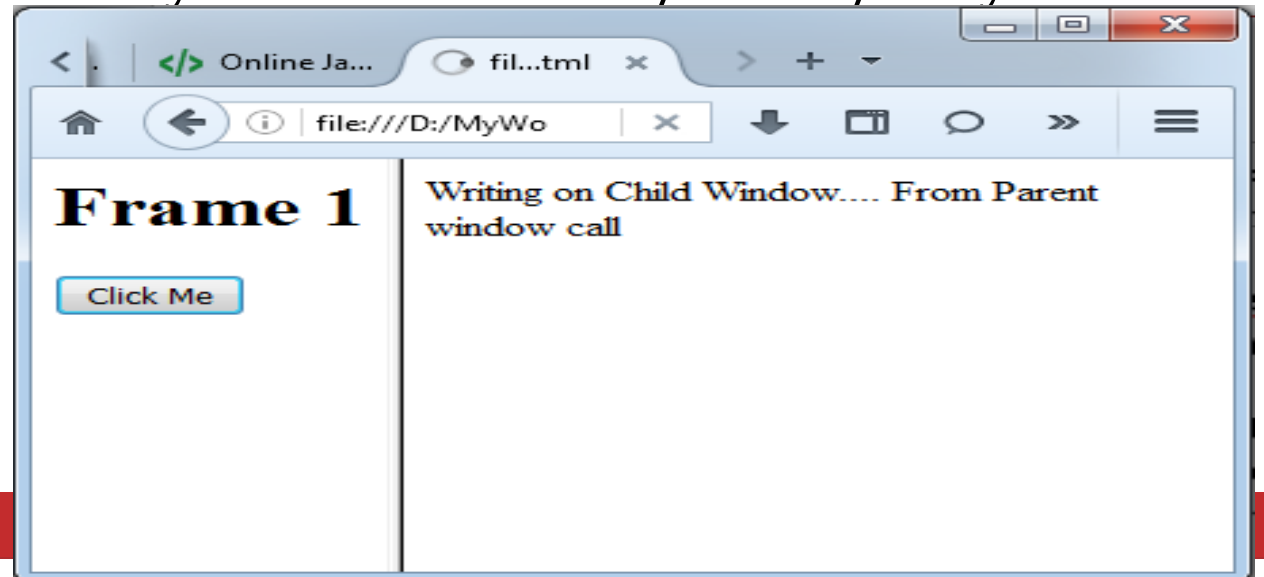 </> Online Ja...
fil...tml
file:///D:/MyWo
Frame 1
Click Me
Writing on Child Window.... From Parent
window call